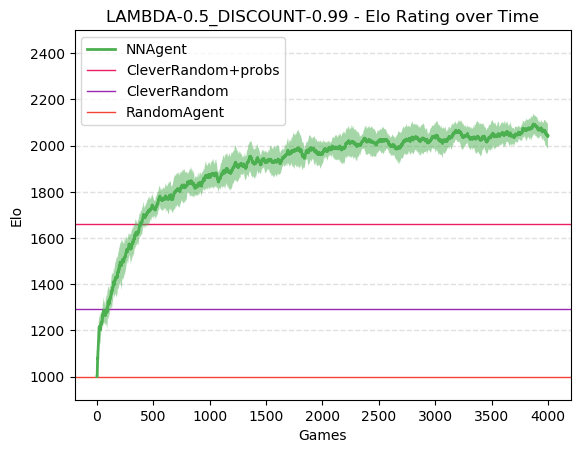 LAMBDA-0.5_DISCOUNT-0.99 - Elo Rating over Time
NNAgent
CleverRandom+probs
CleverRandom
RandomAgent
2400
2200
2000
1800
1600
1400
1200
1000
Elo
0
500
1000
1500
2000
2500
3000
3500
4000
Games